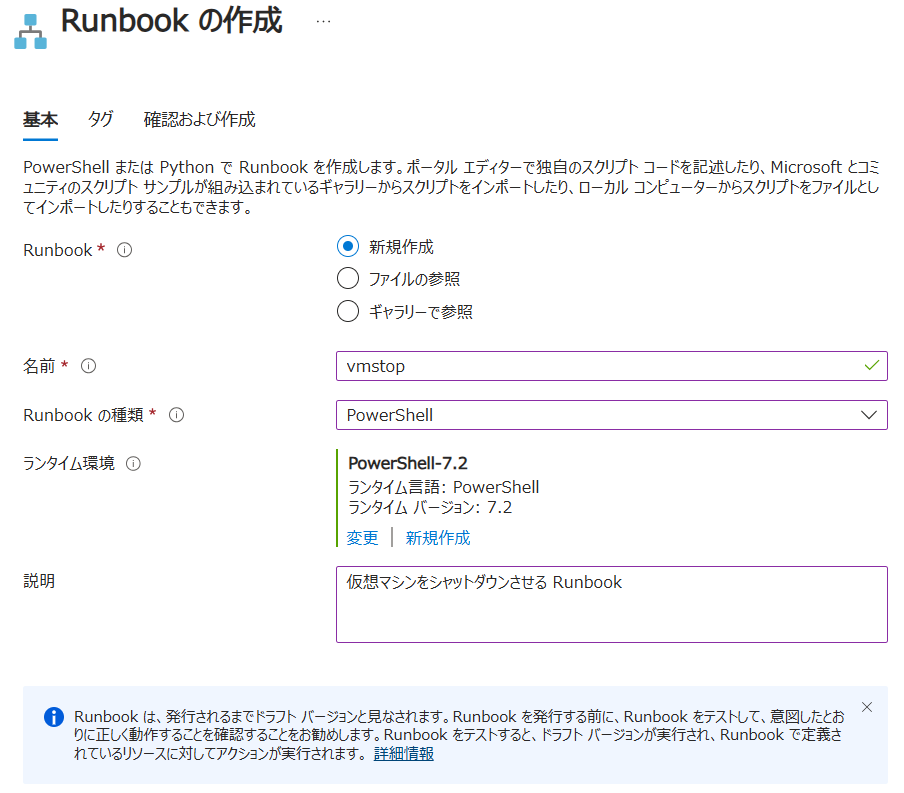 Runbook の作成 …
基本 タグ 確認および作成
PowerShell または Python で Runbook を作成します。ポータル エディターで独自のスクリプト コードを記述したり、Microsoft とコミ
ュニティのスクリプト サンプルが組み込まれているギャラリーからスクリプトをインポートしたり、ローカル コンピューターからスクリプトをファイルとし
てインポートしたりすることもできます。
Runbook *
新規作成
ファイルの参照
ギャラリーで参照
名前 *
vmstop
Runbook の種類 *
PowerShell
ランタイム環境
PowerShell-7.2
ランタイム言語: PowerShell
ランタイム バージョン: 7.2
変更 | 新規作成
説明
仮想マシンをシャットダウンさせる Runbook
Runbook は、発行されるまでドラフト バージョンと見なされます。Runbook を発行する前に、Runbook をテストして、意図したとお
りに正しく動作することを確認することをお勧めします。Runbook をテストすると、ドラフト バージョンが実行され、Runbook で定義さ
れているリソースに対してアクションが実行されます。 詳細情報